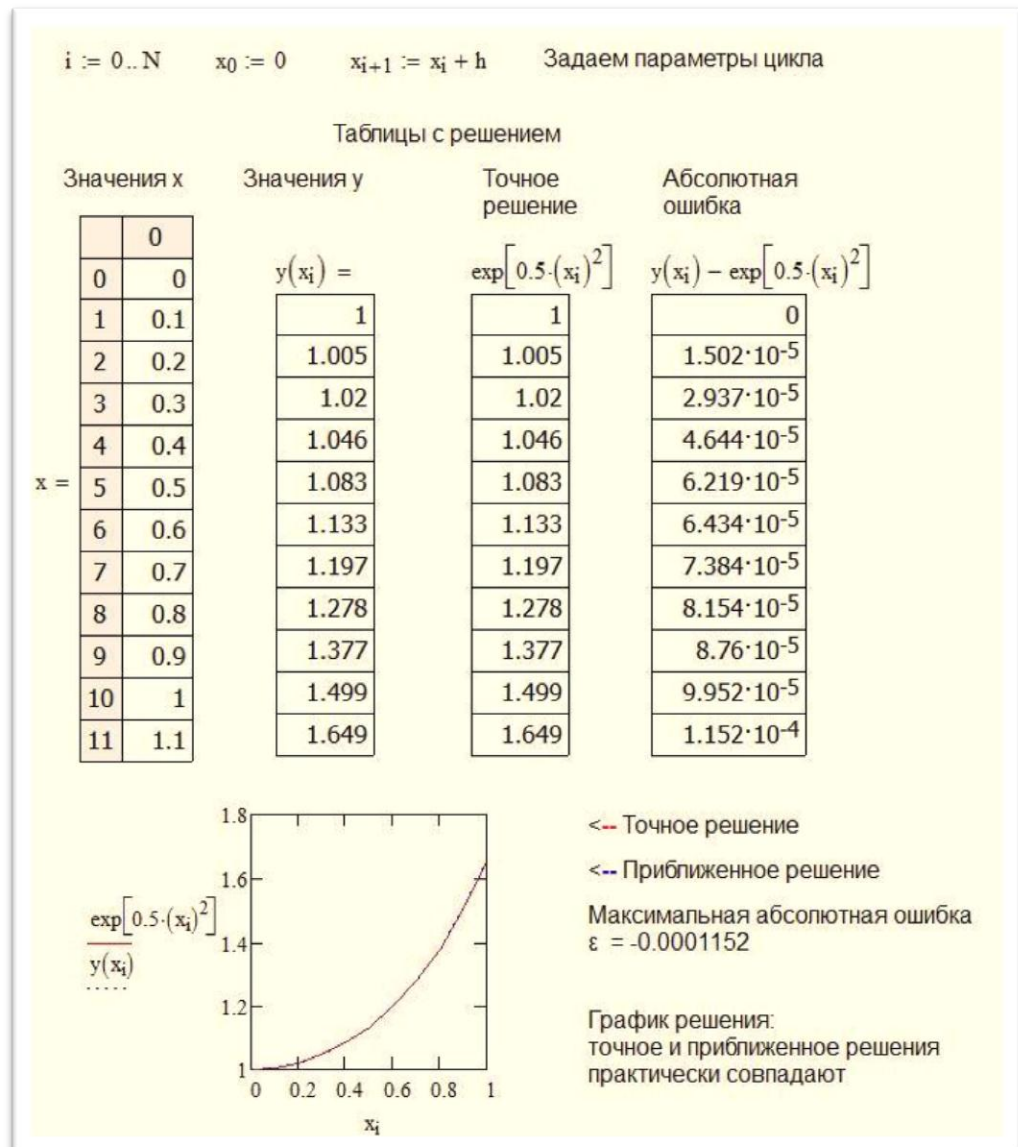 i := 0.. N x0 := 0 xi+1 := xi + h Задаем параметры цикла
Таблицы с решением
Значения x Значения y Точное решение Абсолютная ошибка
y(xi) = exp[0.5·(xi)^2] y(xi) − exp[0.5·(xi)^2]
x =
0
0 0 1 1 0
1 0.1 1.005 1.005 1.502·10^-5
2 0.2 1.02 1.02 2.937·10^-5
3 0.3 1.046 1.046 4.644·10^-5
4 0.4 1.083 1.083 6.219·10^-5
5 0.5 1.133 1.133 6.434·10^-5
6 0.6 1.197 1.197 7.384·10^-5
7 0.7 1.278 1.278 8.154·10^-5
8 0.8 1.377 1.377 8.76·10^-5
9 0.9 1.499 1.499 9.952·10^-5
10 1 1.649 1.649 1.152·10^-4
11 1.1
exp[0.5·(xi)^2]
y(xi)
1.8
1.6
1.4
1.2
1
0 0.2 0.4 0.6 0.8 1
xi
<-- Точное решение
<-- Приближенное решение
Максимальная абсолютная ошибка
ε = -0.0001152
График решения:
точное и приближенное решения
практически совпадают